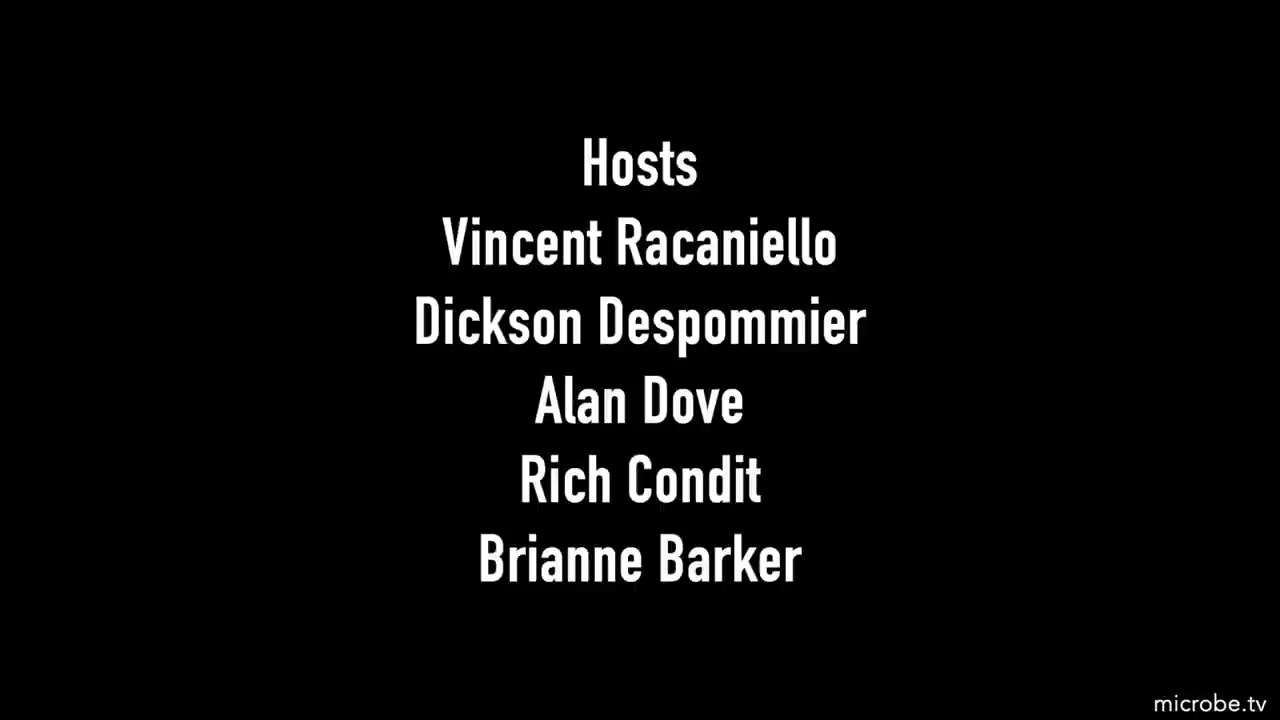 Hosts
Vincent Racaniello
Dickson Despommier
Alan Dove
Rich Condit
Brianne Barker
microbe.tv